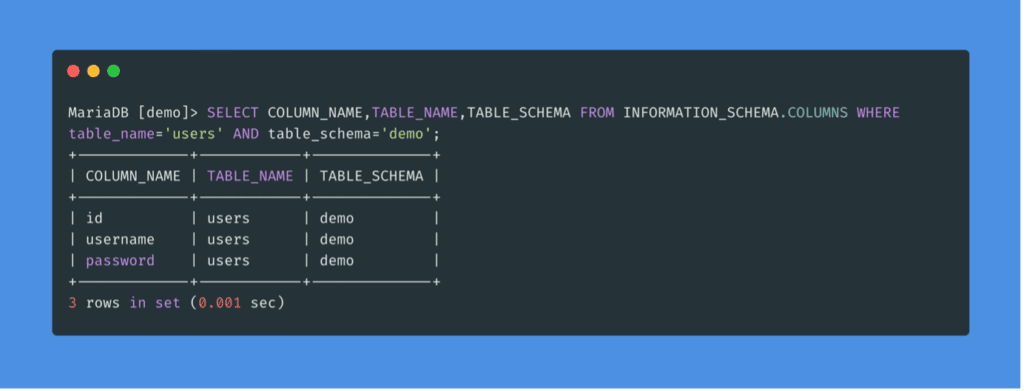 MariaDB [demo]> SELECT COLUMN_NAME,TABLE_NAME,TABLE_SCHEMA FROM INFORMATION_SCHEMA.COLUMNS WHERE
table_name='users' AND table_schema='demo';
+-------------+------------+--------------+
| COLUMN_NAME | TABLE_NAME | TABLE_SCHEMA |
+-------------+------------+--------------+
| id          | users      | demo         |
| username    | users      | demo         |
| password    | users      | demo         |
+-------------+------------+--------------+
3 rows in set (0.001 sec)